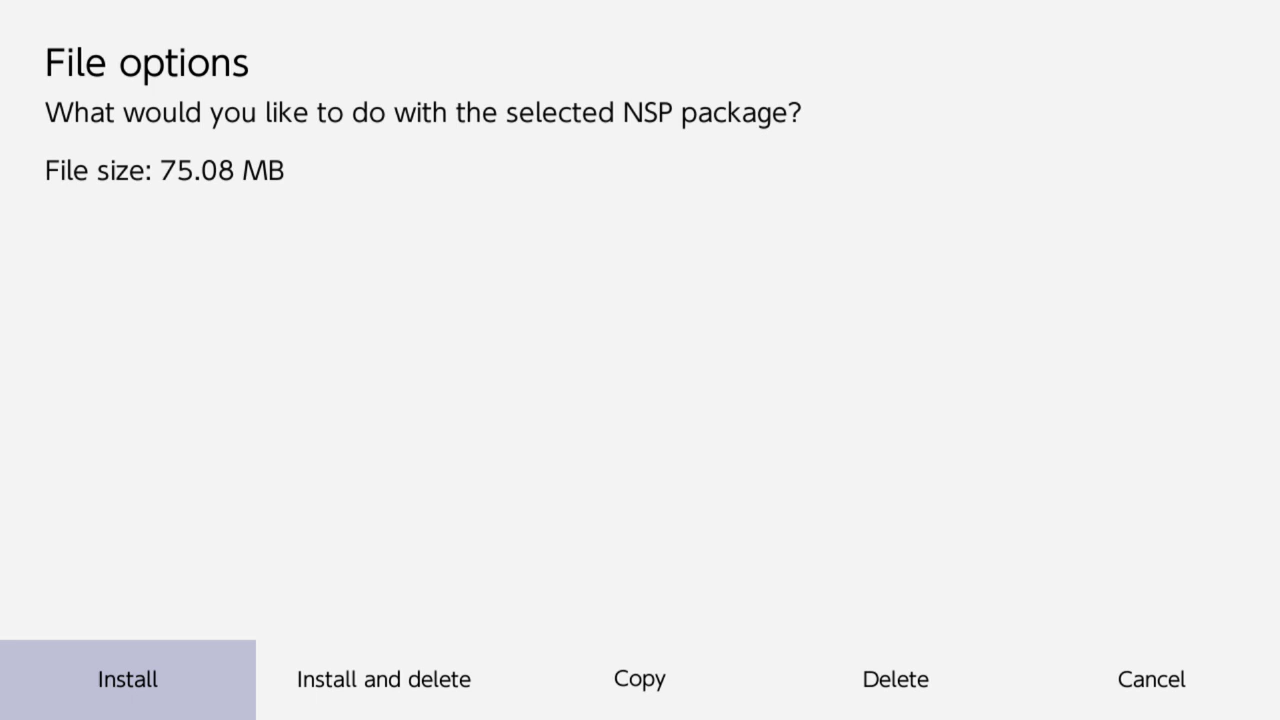 File options
What would you like to do with the selected NSP package?
File size: 75.08 MB
Install
Install and delete
Copy
Delete
Cancel